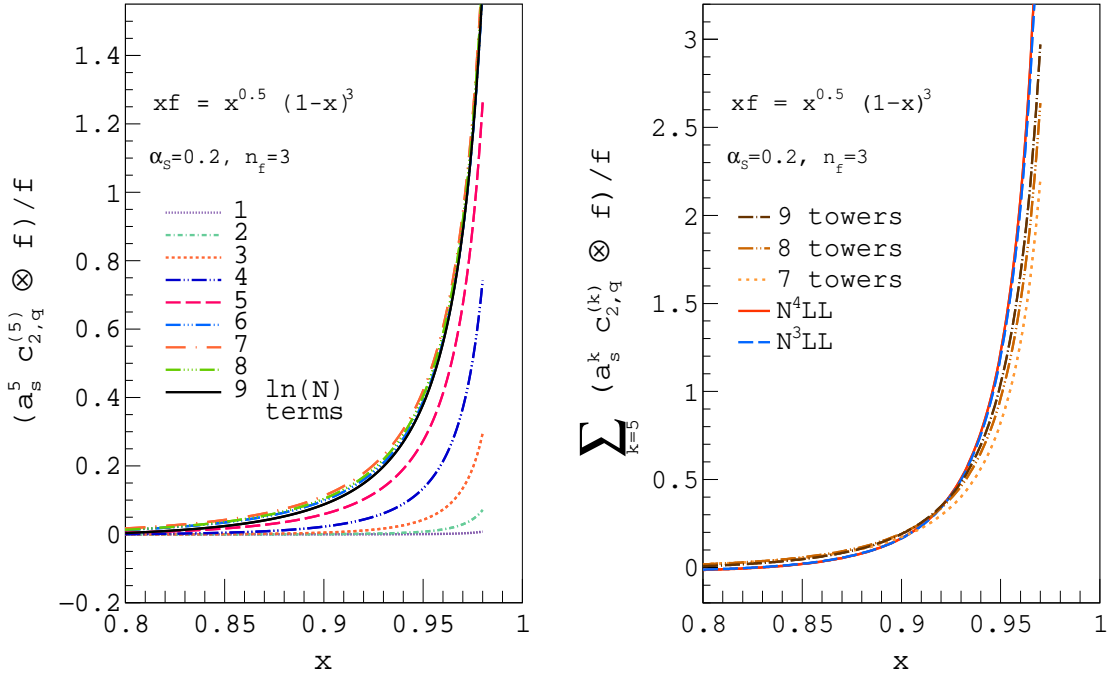 (a_s^5 c_{2,q}^{(5)} ⊗ f)/f
1.4
1.2
1
0.8
0.6
0.4
0.2
0
−0.2
xf = x^{0.5} (1-x)^3
α_s=0.2, n_f=3
1
2
3
4
5
6
7
8
9 ln(N)
terms
0.8 0.85 0.9 0.95 1
x
∑_{k=5} (a_s^k c_{2,q}^{(k)} ⊗ f)/f
3
2.5
2
1.5
1
0.5
0
xf = x^{0.5} (1-x)^3
α_s=0.2, n_f=3
9 towers
8 towers
7 towers
N^4LL
N^3LL
0.8 0.85 0.9 0.95 1
x